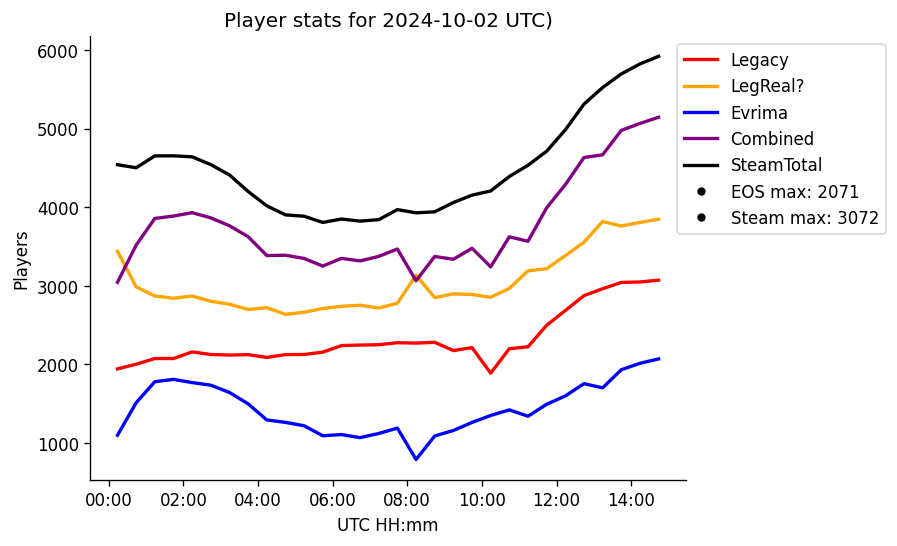 Player stats for 2024-10-02 UTC)
6000
5000
4000
3000
2000
1000
Players
00:00 02:00 04:00 06:00 08:00 10:00 12:00 14:00
UTC HH:mm
Legacy
LegReal?
Evrima
Combined
SteamTotal
EOS max: 2071
Steam max: 3072